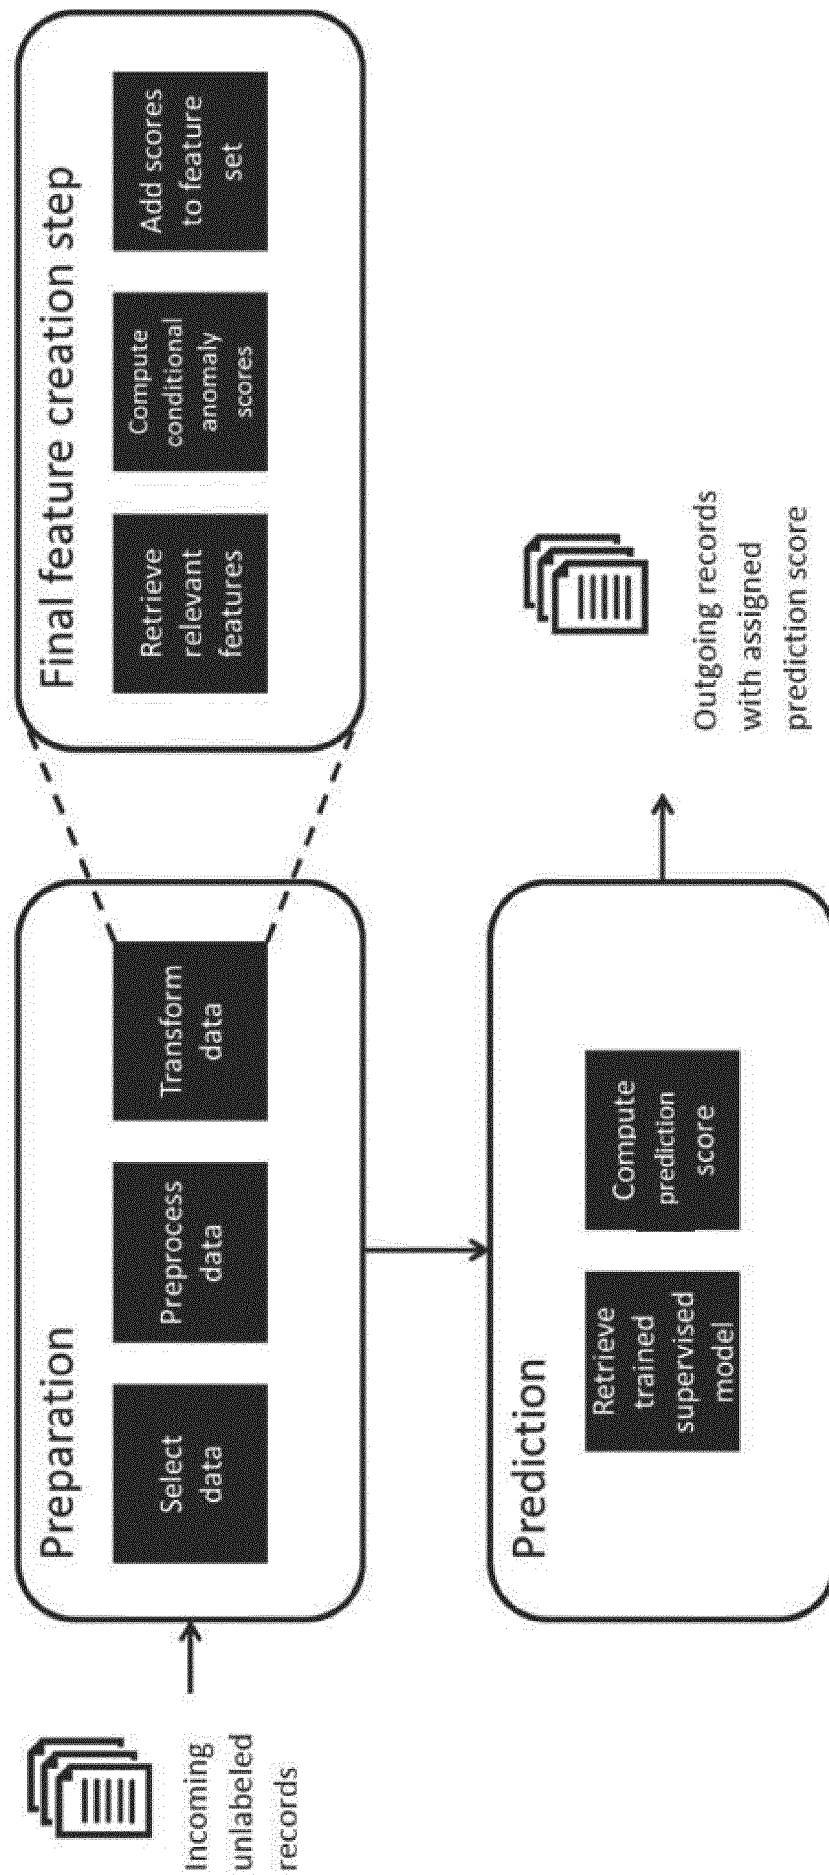 Incoming
unlabeled
records
Preparation
Select
data
Preprocess
data
Transform
data
Final feature creation step
Retrieve
relevant
features
Compute
conditional
anomaly
scores
Add scores
to feature
set
Prediction
Retrieve
trained
supervised
model
Compute
prediction
score
Outgoing records
with assigned
prediction score